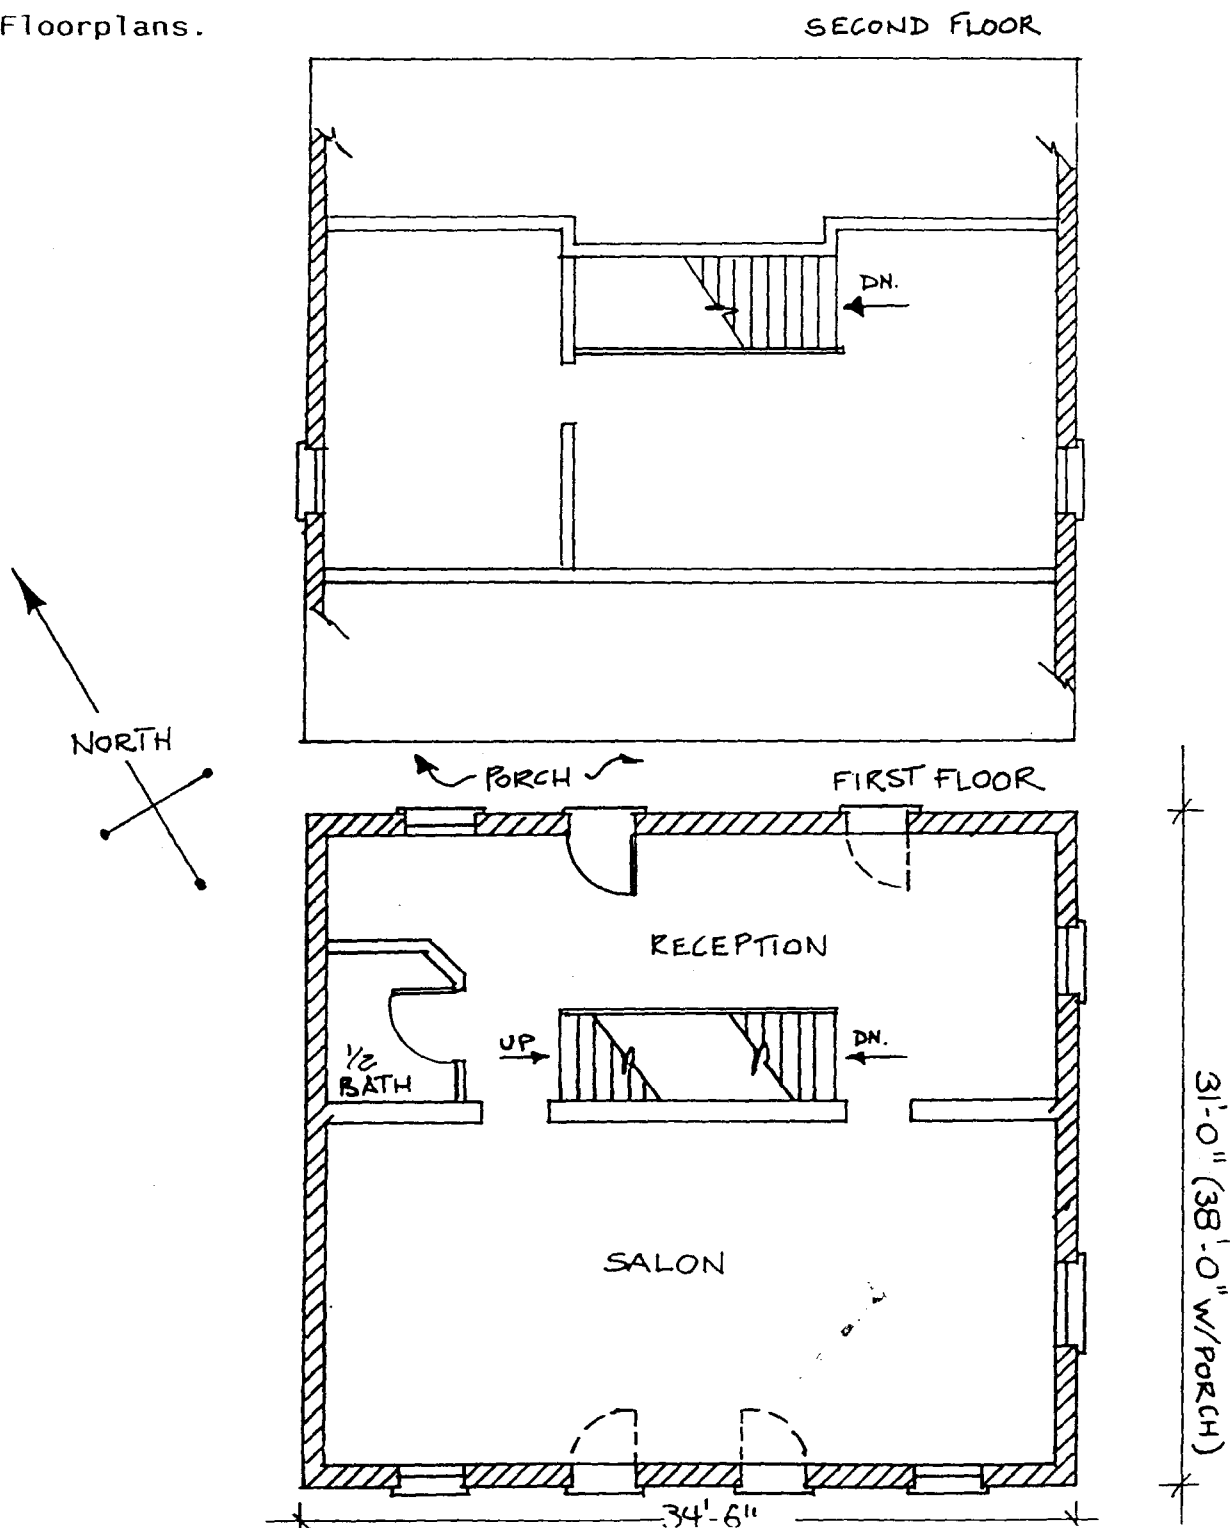 Floorplans.
SECOND FLOOR
DN.
NORTH
PORCH
FIRST FLOOR
RECEPTION
UP
DN.
1/2
BATH
SALON
31'-0" (38'-0" W/PORCH)
34'-6"